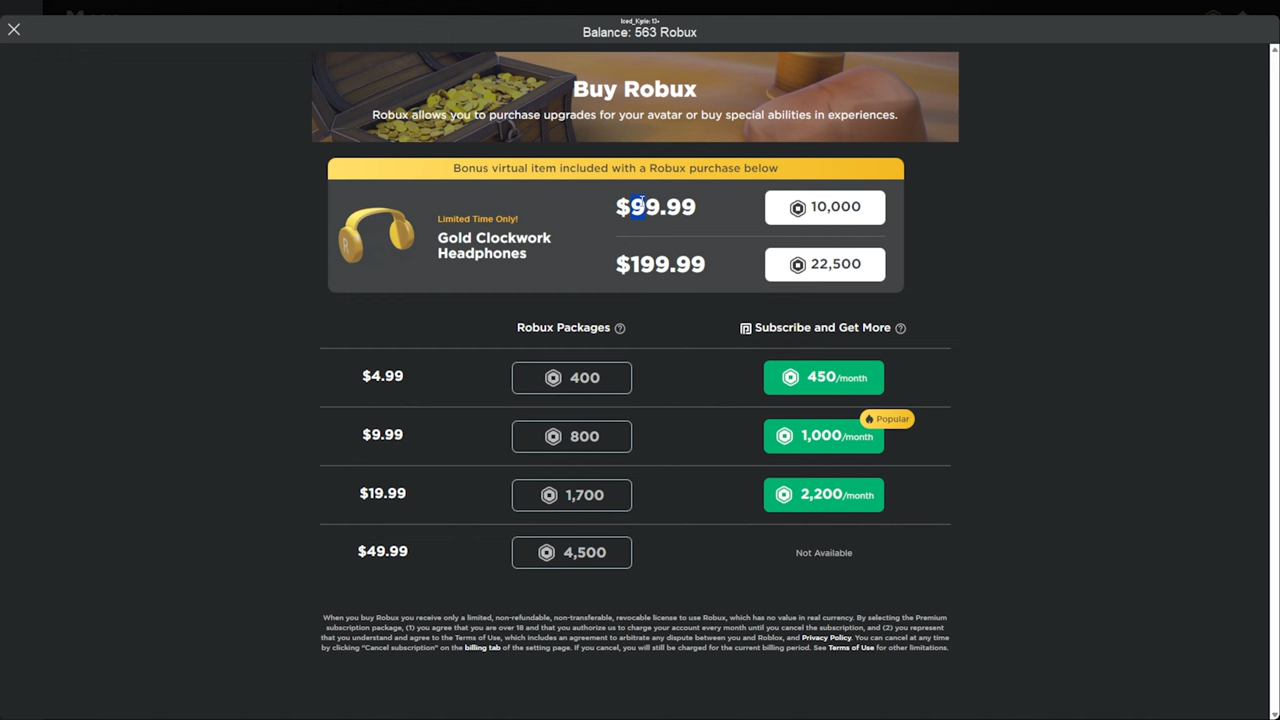 Iced_Kgrie: 13+
Balance: 563 Robux
Buy Robux
Robux allows you to purchase upgrades for your avatar or buy special abilities in experiences.
Bonus virtual item included with a Robux purchase below
Limited Time Only!
Gold Clockwork
Headphones
$99.99 10,000
$199.99 22,500
Robux Packages Subscribe and Get More
$4.99 400 450/month
Popular
$9.99 800 1,000/month
$19.99 1,700 2,200/month
$49.99 4,500 Not Available
When you buy Robux you receive only a limited, non-refundable, non-transferable, revocable license to use Robux, which has no value in real currency. By selecting the Premium
subscription package, (1) you agree that you are over 18 and that you authorize us to charge your account every month until you cancel the subscription, and (2) you represent
that you understand and agree to the Terms of Use, which includes an agreement to arbitrate any dispute between you and Roblox, and Privacy Policy. You can cancel at any time
by clicking "Cancel subscription" on the billing tab of the setting page. If you cancel, you will still be charged for the current billing period. See Terms of Use for other limitations.